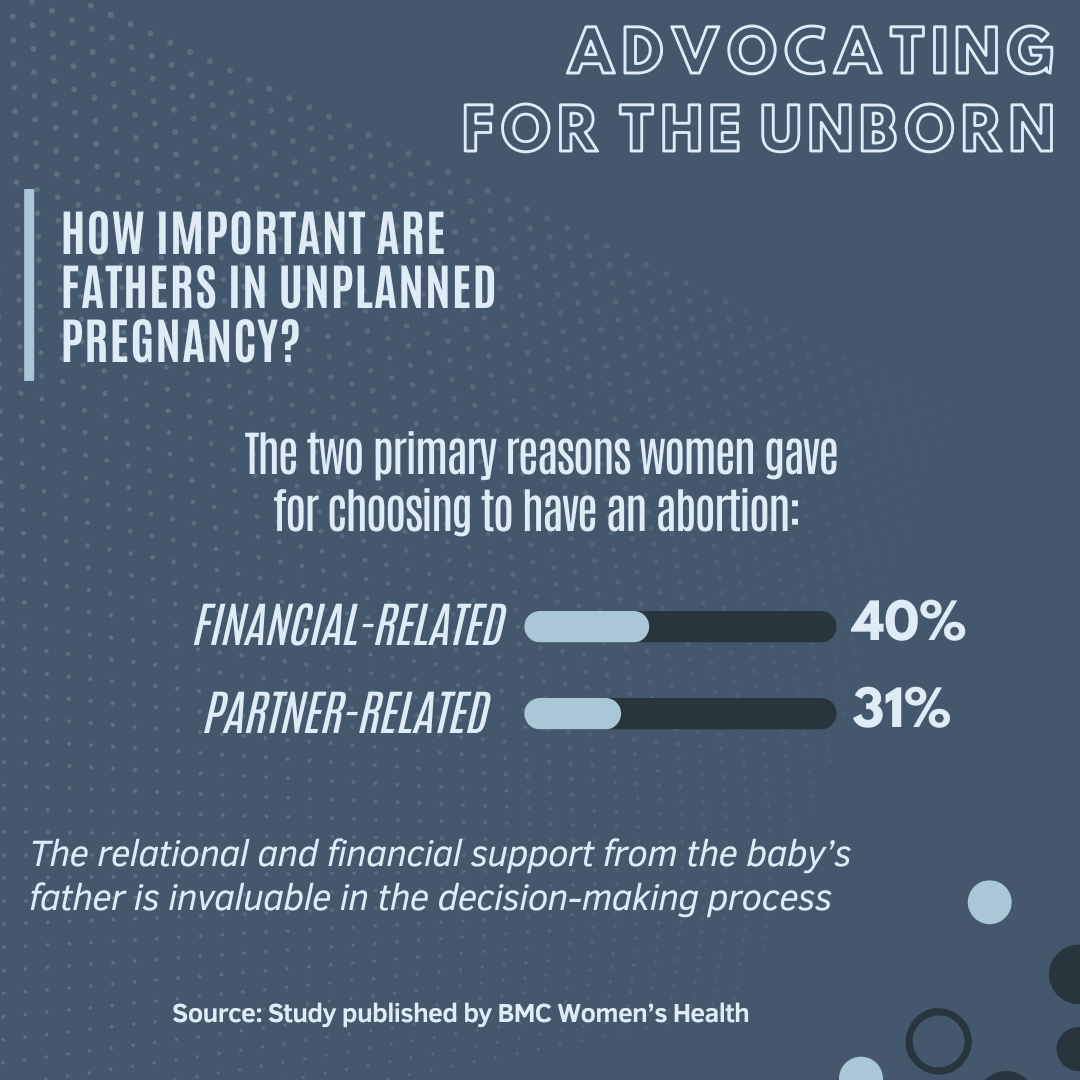 ADVOCATING
FOR THE UNBORN
HOW IMPORTANT ARE
FATHERS IN UNPLANNED
PREGNANCY?
The two primary reasons women gave
for choosing to have an abortion:
FINANCIAL-RELATED 40%
PARTNER-RELATED 31%
The relational and financial support from the baby’s
father is invaluable in the decision-making process
Source: Study published by BMC Women’s Health